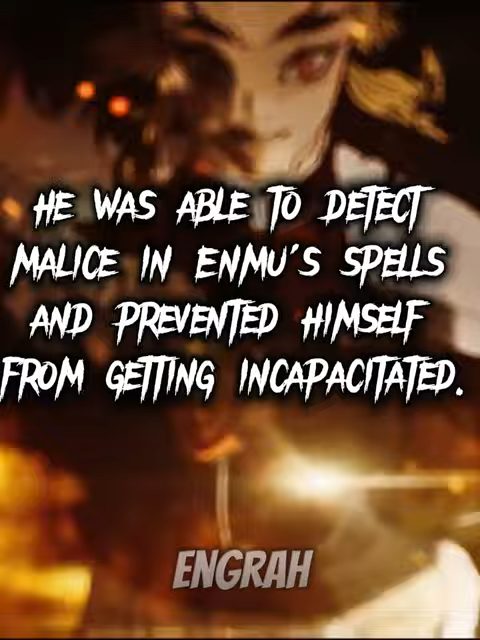 HE WAS ABLE TO DETECT
MALICE IN ENMU'S SPELLS
AND PREVENTED HIMSELF
FROM GETTING INCAPACITATED.
ENGRAH